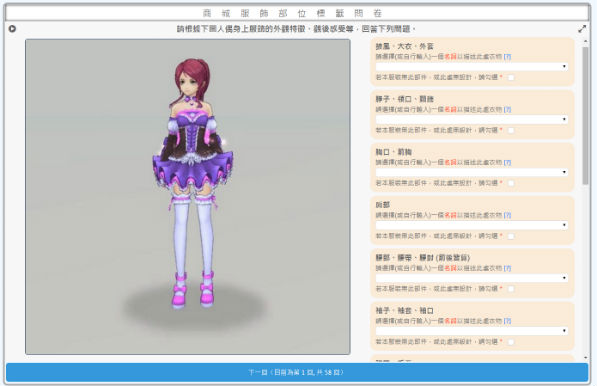 商城服飾部位標籤問卷
請根據下圖人偶身上服飾的外觀特徵、觀後感受等，回答下列問題。
披風、大衣、外套
請選擇(或自行輸入)一個名詞以描述此處衣物 [?]
若本服裝無此部件，或此處無設計，請勾選 *
脖子、領口、頸鍊
請選擇(或自行輸入)一個名詞以描述此處衣物 [?]
若本服裝無此部件，或此處無設計，請勾選 *
胸口、前胸
請選擇(或自行輸入)一個名詞以描述此處衣物 [?]
若本服裝無此部件，或此處無設計，請勾選 *
肩部
請選擇(或自行輸入)一個名詞以描述此處衣物 [?]
若本服裝無此部件，或此處無設計，請勾選 *
腰部、腰帶、腰封 (前後皆算)
請選擇(或自行輸入)一個名詞以描述此處衣物 [?]
若本服裝無此部件，或此處無設計，請勾選 *
袖子、袖套、袖口
請選擇(或自行輸入)一個名詞以描述此處衣物 [?]
若本服裝無此部件，或此處無設計，請勾選 *
下一回（目前為第 1 回, 共 58 回）